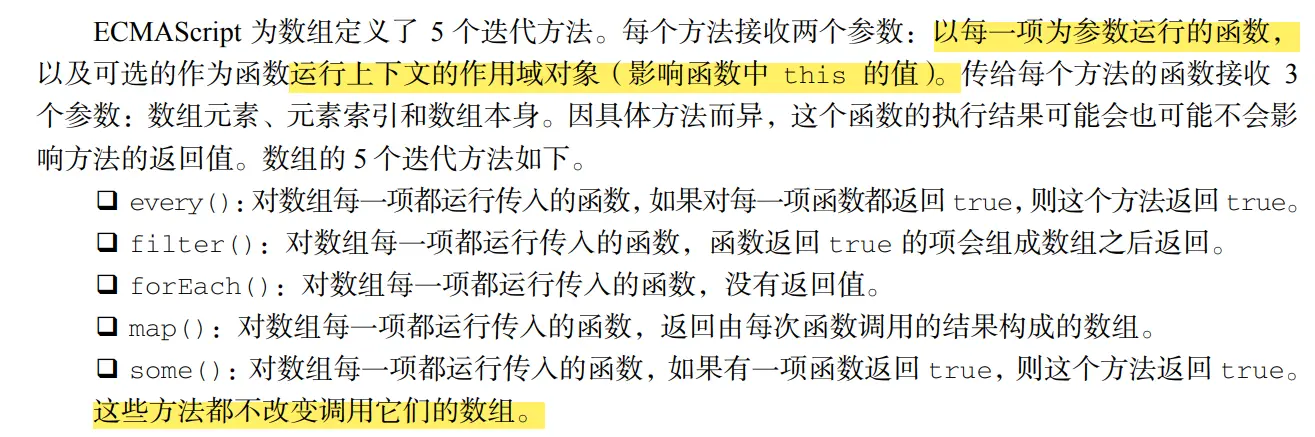 ECMAScript 为数组定义了 5 个迭代方法。每个方法接收两个参数：以每一项为参数运行的函数，
以及可选的作为函数运行上下文的作用域对象（影响函数中 this 的值）。传给每个方法的函数接收 3
个参数：数组元素、元素索引和数组本身。因具体方法而异，这个函数的执行结果可能会也可能不会影
响方法的返回值。数组的 5 个迭代方法如下。
❑ every()：对数组每一项都运行传入的函数，如果对每一项函数都返回 true，则这个方法返回 true。
❑ filter()：对数组每一项都运行传入的函数，函数返回 true 的项会组成数组之后返回。
❑ forEach()：对数组每一项都运行传入的函数，没有返回值。
❑ map()：对数组每一项都运行传入的函数，返回由每次函数调用的结果构成的数组。
❑ some()：对数组每一项都运行传入的函数，如果有一项函数返回 true，则这个方法返回 true。
这些方法都不改变调用它们的数组。